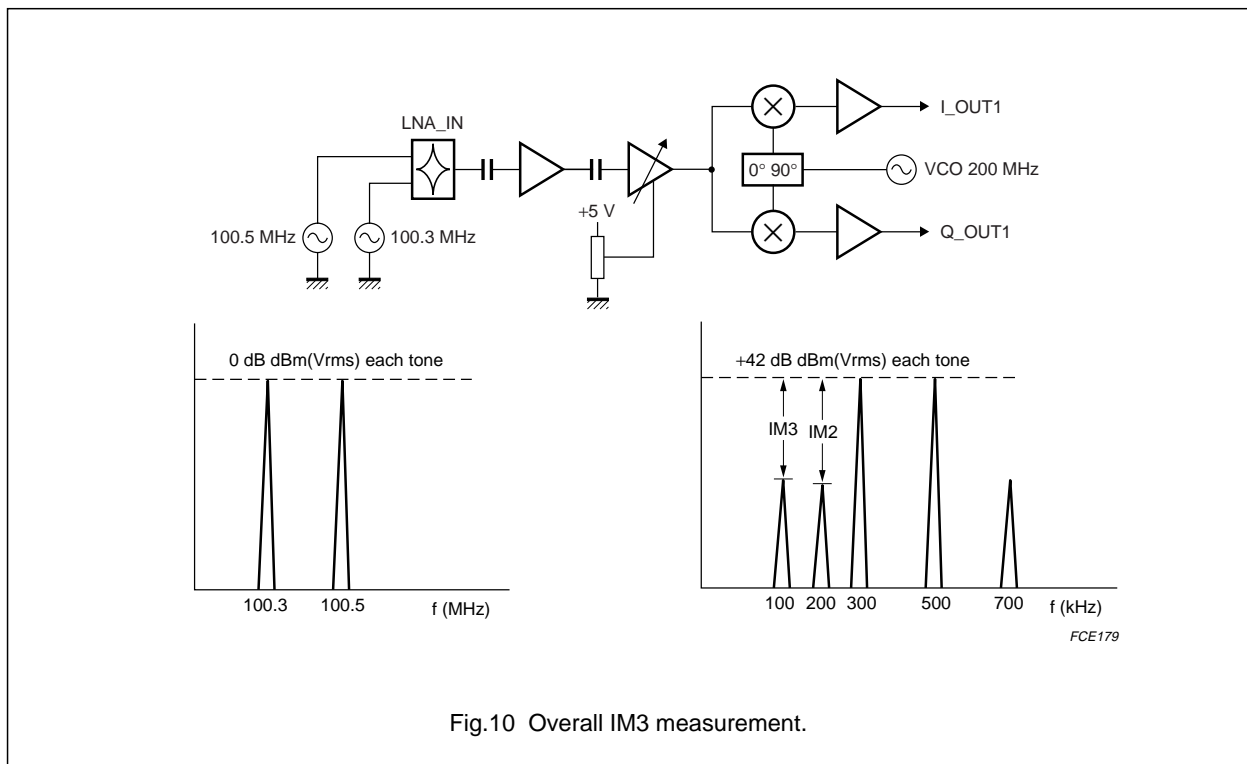 I_OUT1
LNA_IN
0° 90°
VCO 200 MHz
+5 V
100.5 MHz
100.3 MHz
Q_OUT1
0 dB dBm(Vrms) each tone
100.3
100.5
f (MHz)
+42 dB dBm(Vrms) each tone
IM3
IM2
100
200
300
500
700
f (kHz)
FCE179
Fig.10 Overall IM3 measurement.